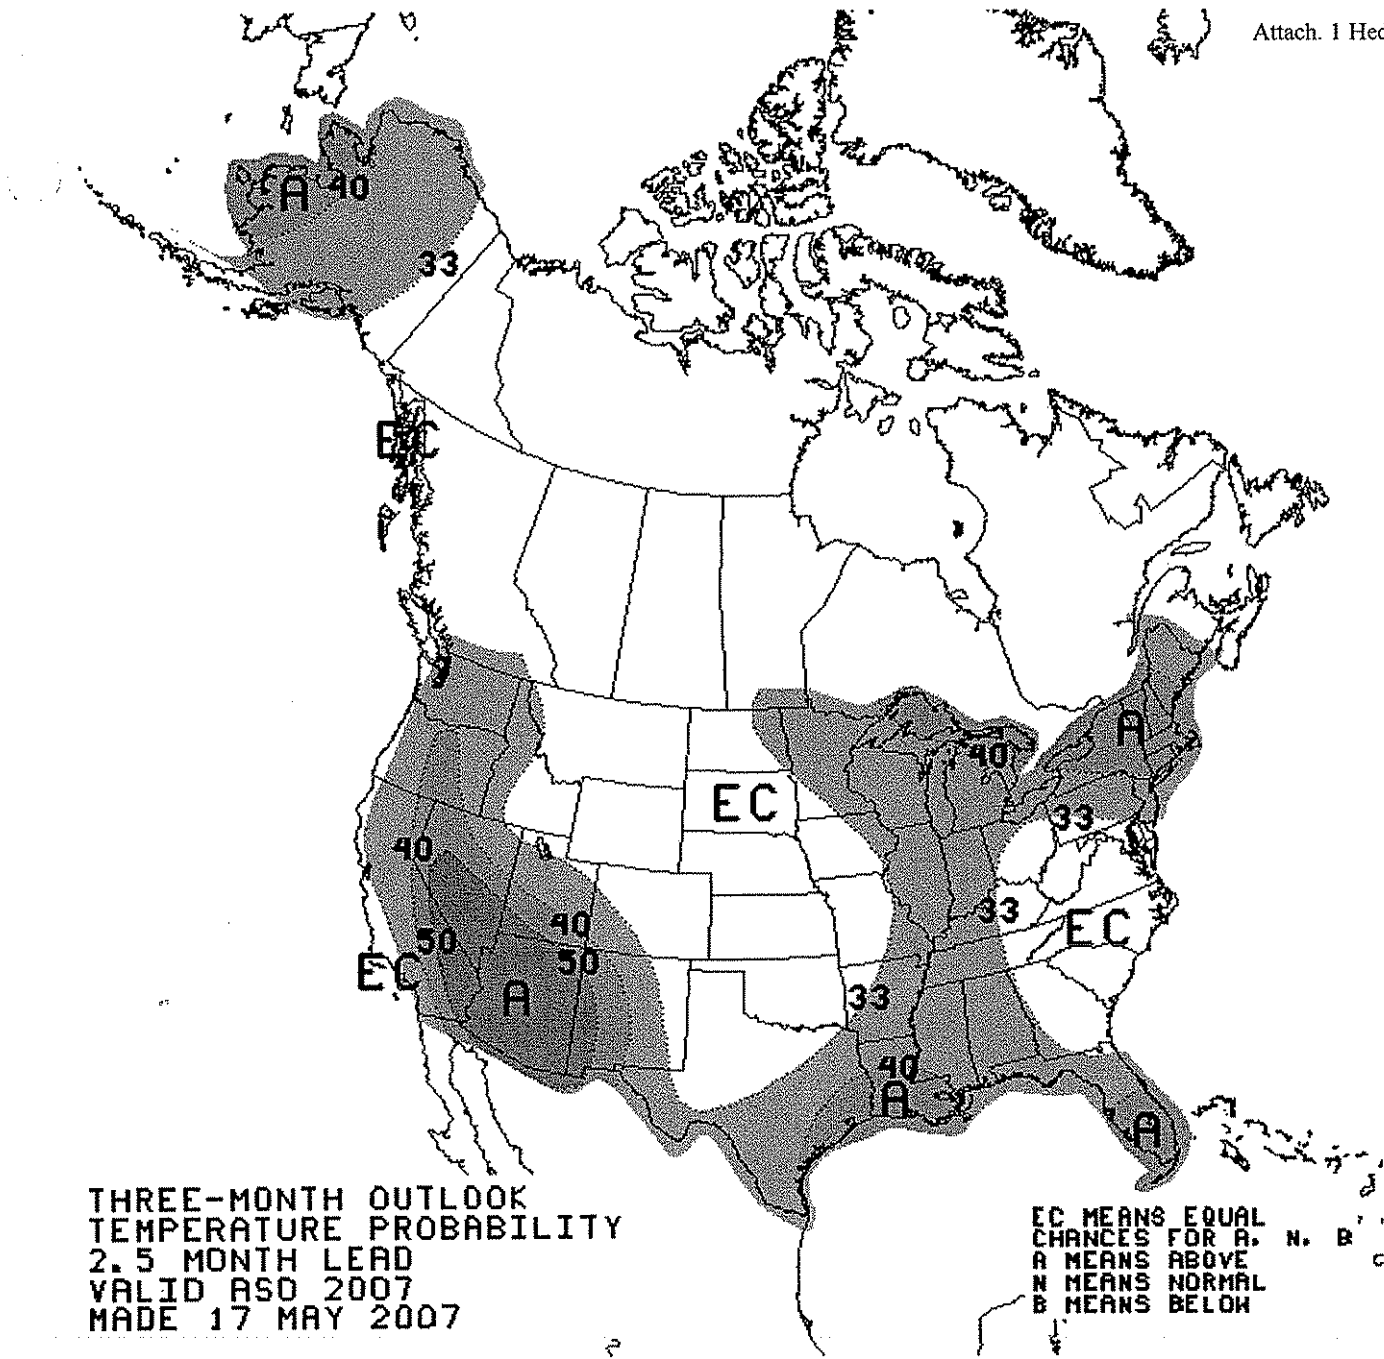 Attach. 1 Hed
A 40
33
EC
A
40
EC
33
40
40
33
EC
50
50
EC
A
33
40
A
A
THREE-MONTH OUTLOOK
TEMPERATURE PROBABILITY
2.5 MONTH LEAD
VALID ASO 2007
MADE 17 MAY 2007
EC MEANS EQUAL
CHANCES FOR A. N. B
A MEANS ABOVE
N MEANS NORMAL
B MEANS BELOW